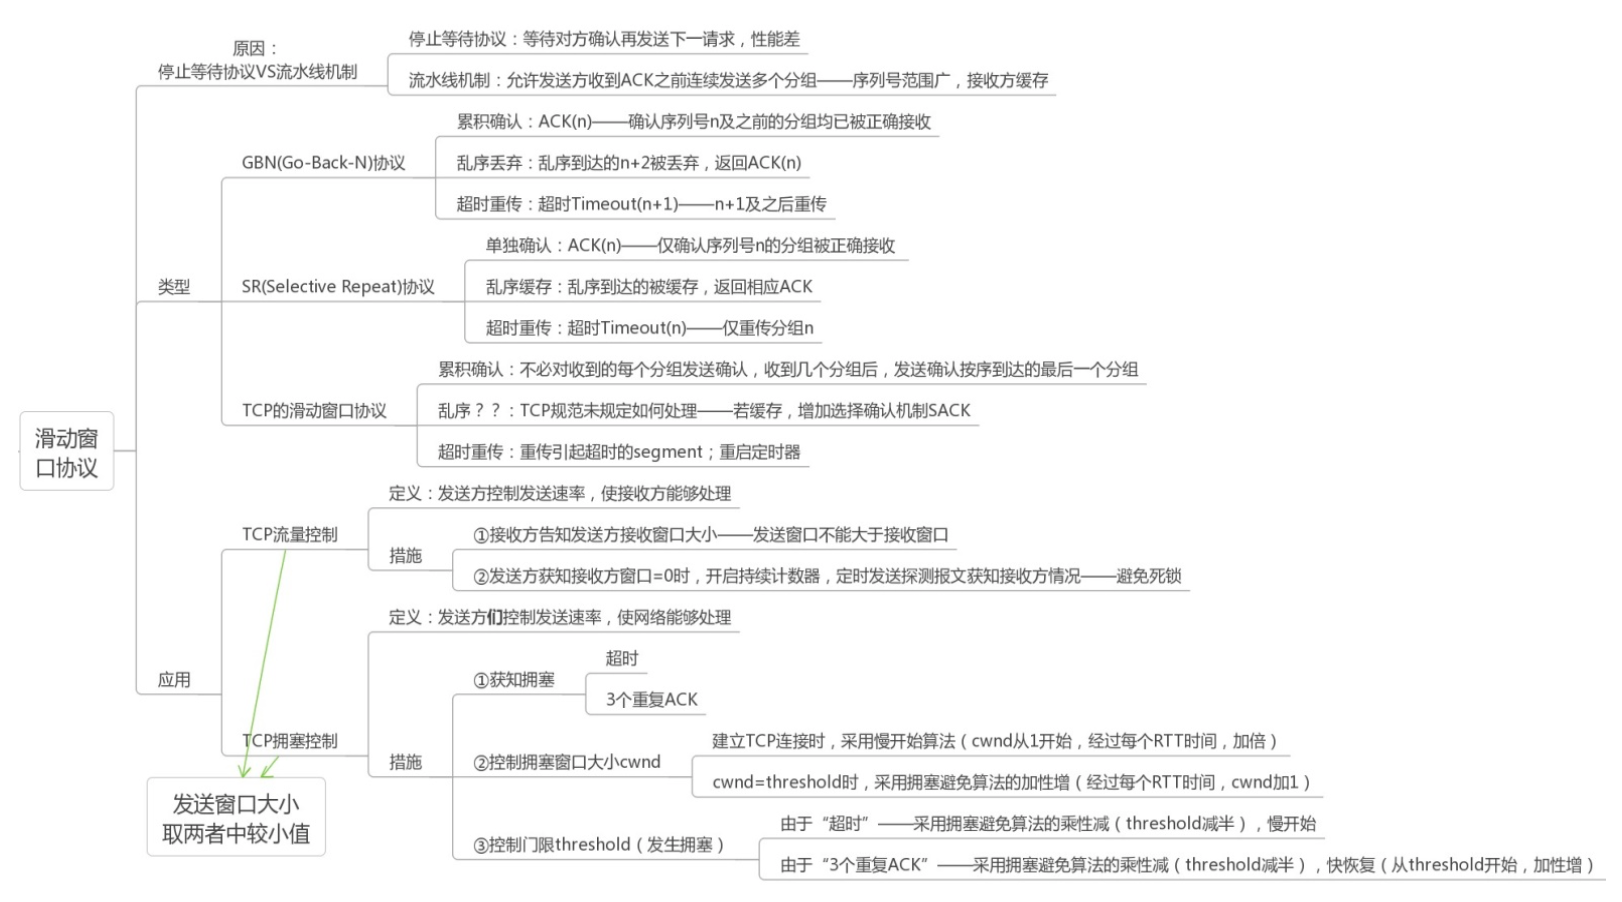 原因：
停止等待协议VS流水线机制
停止等待协议：等待对方确认再发送下一请求，性能差
流水线机制：允许发送方收到ACK之前连续发送多个分组——序列号范围广，接收方缓存
类型
GBN(Go-Back-N)协议
累积确认：ACK(n)——确认序列号n及之前的分组均已被正确接收
乱序丢弃：乱序到达的n+2被丢弃，返回ACK(n)
超时重传：超时Timeout(n+1)——n+1及之后重传
SR(Selective Repeat)协议
单独确认：ACK(n)——仅确认序列号n的分组被正确接收
乱序缓存：乱序到达的被缓存，返回相应ACK
超时重传：超时Timeout(n)——仅重传分组n
TCP的滑动窗口协议
累积确认：不必对收到的每个分组发送确认，收到几个分组后，发送确认按序到达的最后一个分组
乱序？？：TCP规范未规定如何处理——若缓存，增加选择确认机制SACK
超时重传：重传引起超时的segment；重启定时器
滑动窗
口协议
应用
TCP流量控制
定义：发送方控制发送速率，使接收方能够处理
措施
①接收方告知发送方接收窗口大小——发送窗口不能大于接收窗口
②发送方获知接收方窗口=0时，开启持续计数器，定时发送探测报文获知接收方情况——避免死锁
TCP拥塞控制
定义：发送方们控制发送速率，使网络能够处理
措施
①获知拥塞
超时
3个重复ACK
②控制拥塞窗口大小cwnd
建立TCP连接时，采用慢开始算法（cwnd从1开始，经过每个RTT时间，加倍）
cwnd=threshold时，采用拥塞避免算法的加性增（经过每个RTT时间，cwnd加1）
③控制门限threshold（发生拥塞）
由于“超时”——采用拥塞避免算法的乘性减（threshold减半），慢开始
由于“3个重复ACK”——采用拥塞避免算法的乘性减（threshold减半），快恢复（从threshold开始，加性增）
发送窗口大小
取两者中较小值